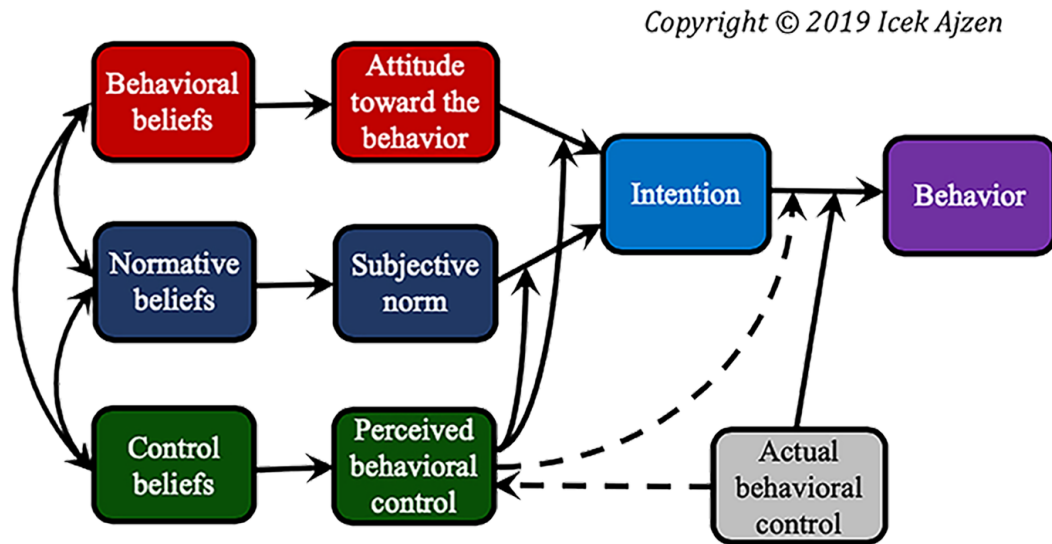 Copyright © 2019 Icek Ajzen
Behavioral
beliefs
Attitude
toward the
behavior
Intention
Behavior
Normative
beliefs
Subjective
norm
Control
beliefs
Perceived
behavioral
control
Actual
behavioral
control